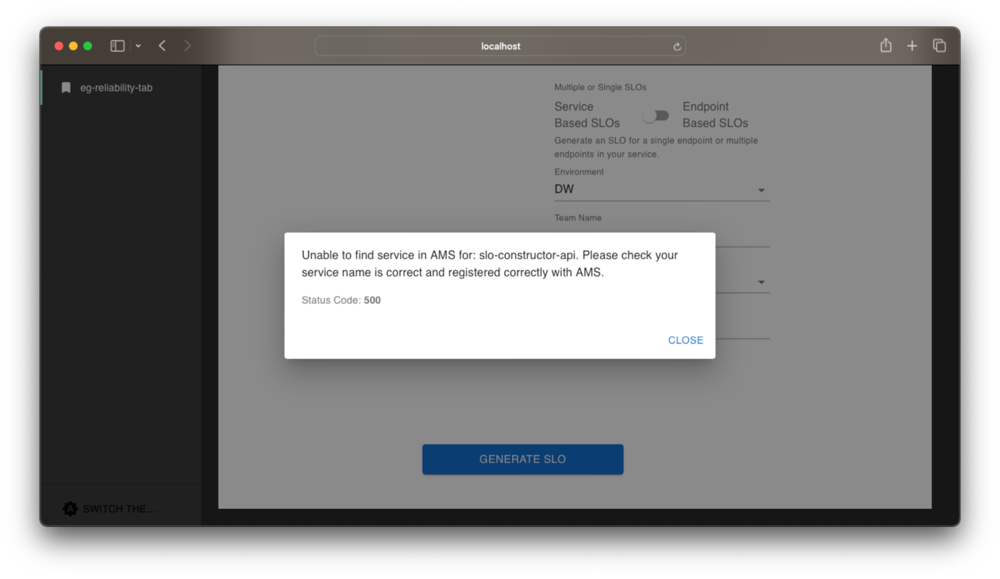 localhost
eg-reliability-tab
Multiple or Single SLOs
Service
Based SLOs
Endpoint
Based SLOs
Generate an SLO for a single endpoint or multiple
endpoints in your service.
Environment
DW
Team Name
Unable to find service in AMS for: slo-constructor-api. Please check your
service name is correct and registered correctly with AMS.
Status Code: 500
CLOSE
GENERATE SLO
A SWITCH THE...